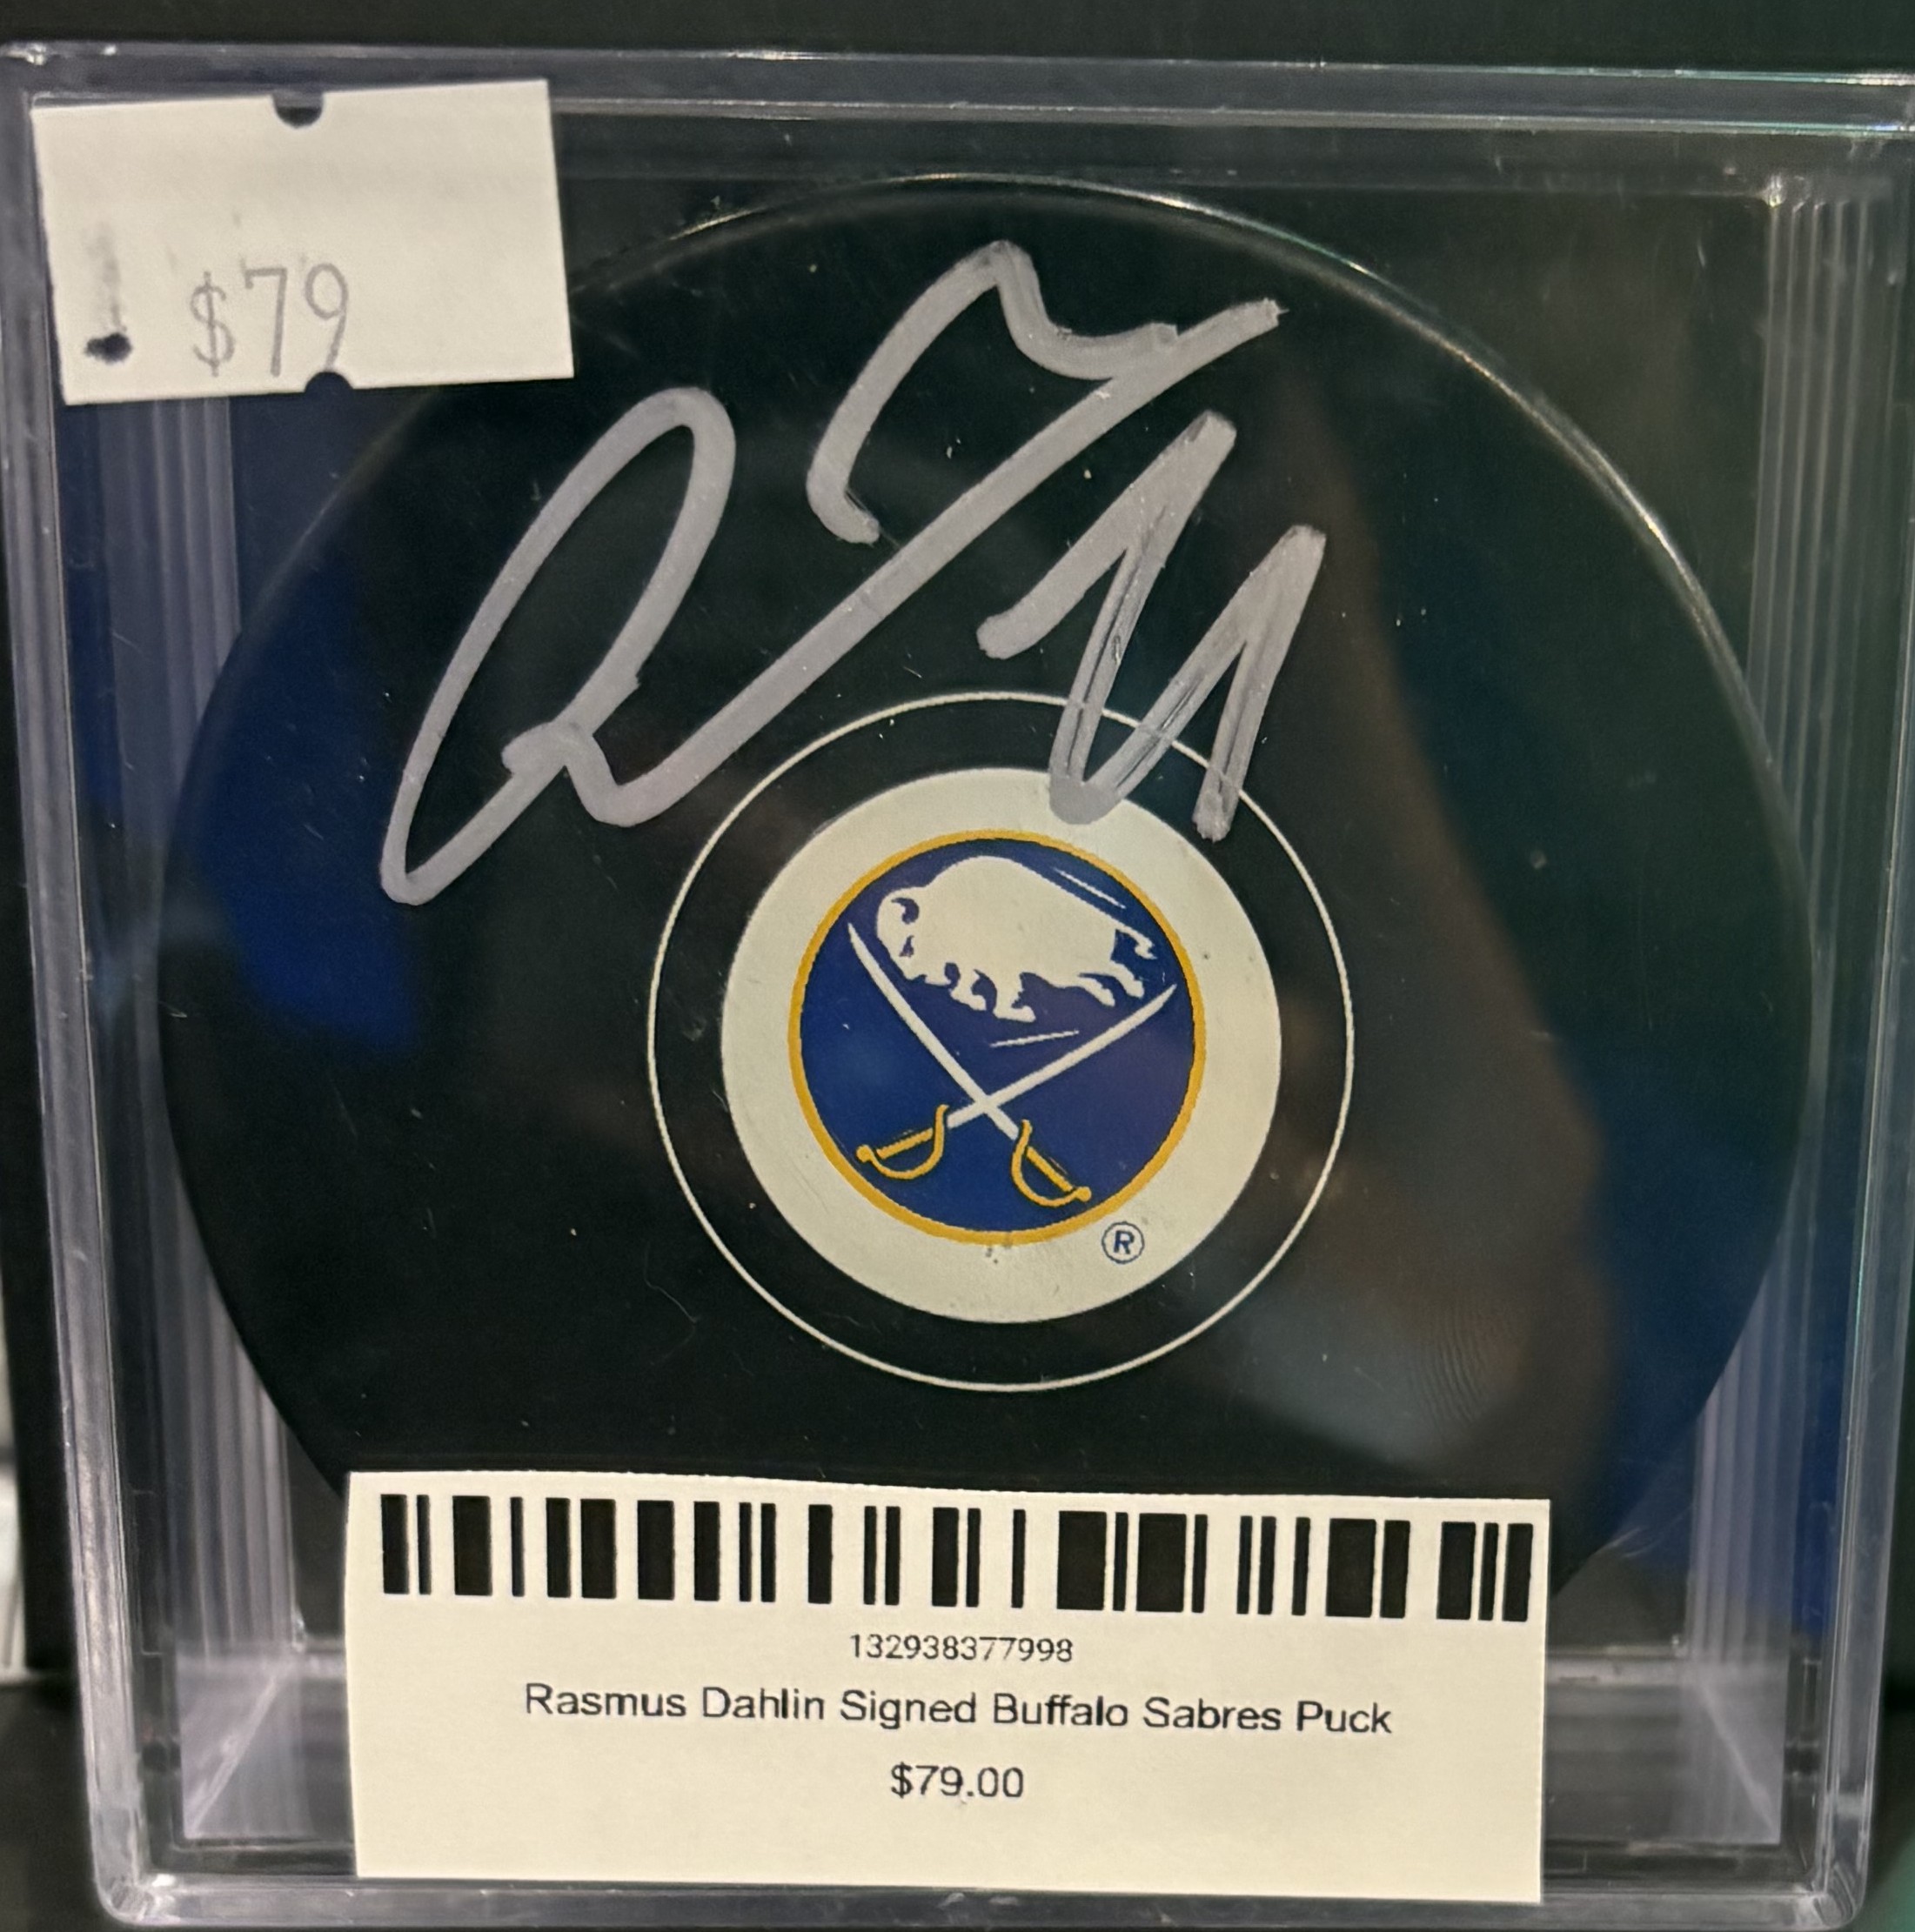 $79
®
132938377998
Rasmus Dahlin Signed Buffalo Sabres Puck
$79.00